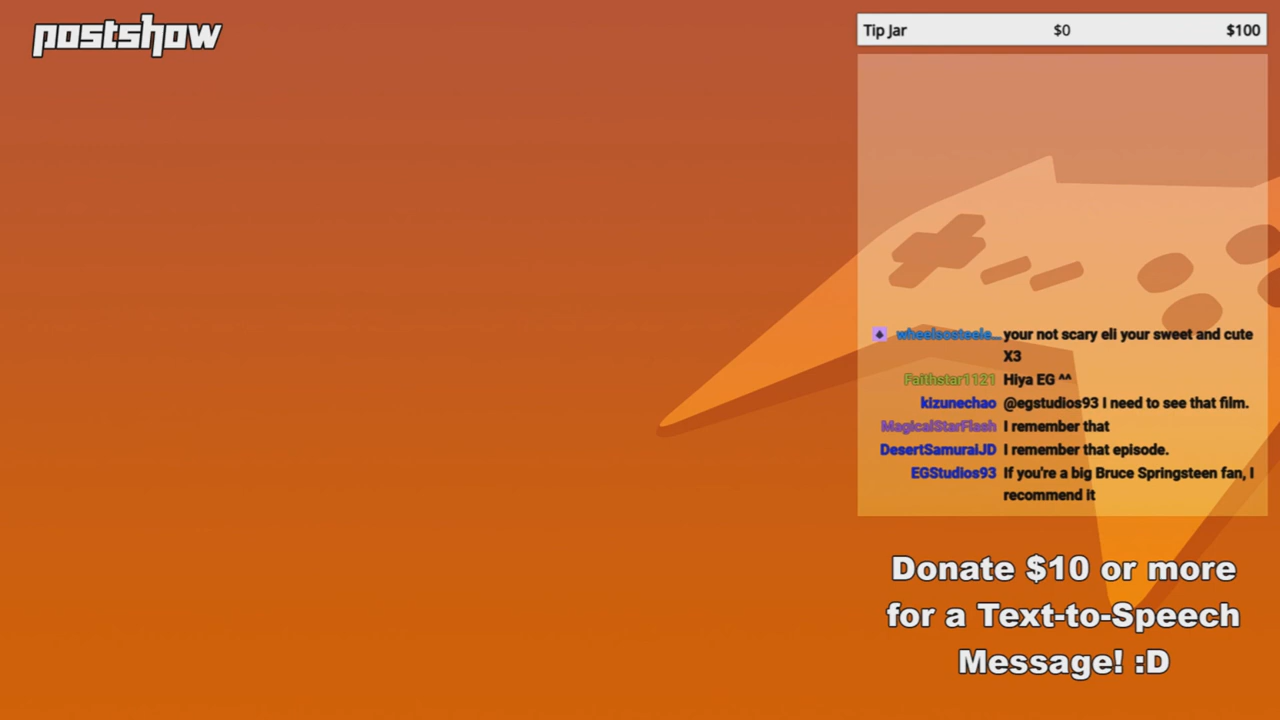 postshow
Tip Jar $0 $100
wheelsosteele... your not scary eli your sweet and cute
X3
Faithstar1121 Hiya EG ^^
kizunechao @egstudios93 I need to see that film.
MagicalStarFlash I remember that
DesertSamuraiJD I remember that episode.
EGStudios93 If you're a big Bruce Springsteen fan, I
recommend it
Donate $10 or more
for a Text-to-Speech
Message! :D